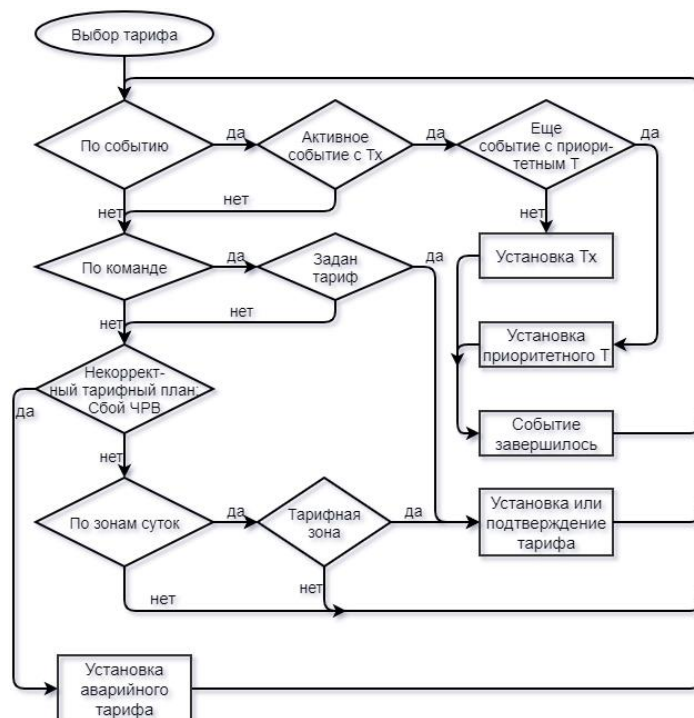 Выбор тарифа
По событию
да
Активное
событие с Тх
да
Еще
событие с приори-
тетным Т
да
нет
нет
нет
Установка Тх
По команде
да
Задан
тариф
да
нет
нет
Установка
приоритетного Т
Некоррект-
ный тарифный план:
Сбой ЧРВ
да
нет
Событие
завершилось
По зонам суток
да
Тарифная
зона
да
Установка или
подтверждение
тарифа
нет
нет
Установка
аварийного
тарифа